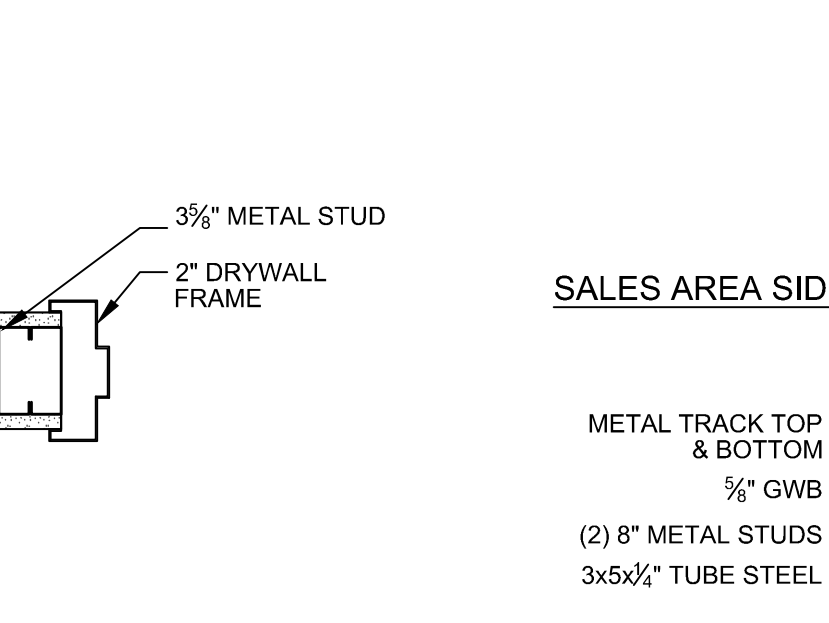 3⅝" METAL STUD
2" DRYWALL
FRAME
SALES AREA SID
METAL TRACK TOP
& BOTTOM
⅝" GWB
(2) 8" METAL STUDS
3x5x¼" TUBE STEEL